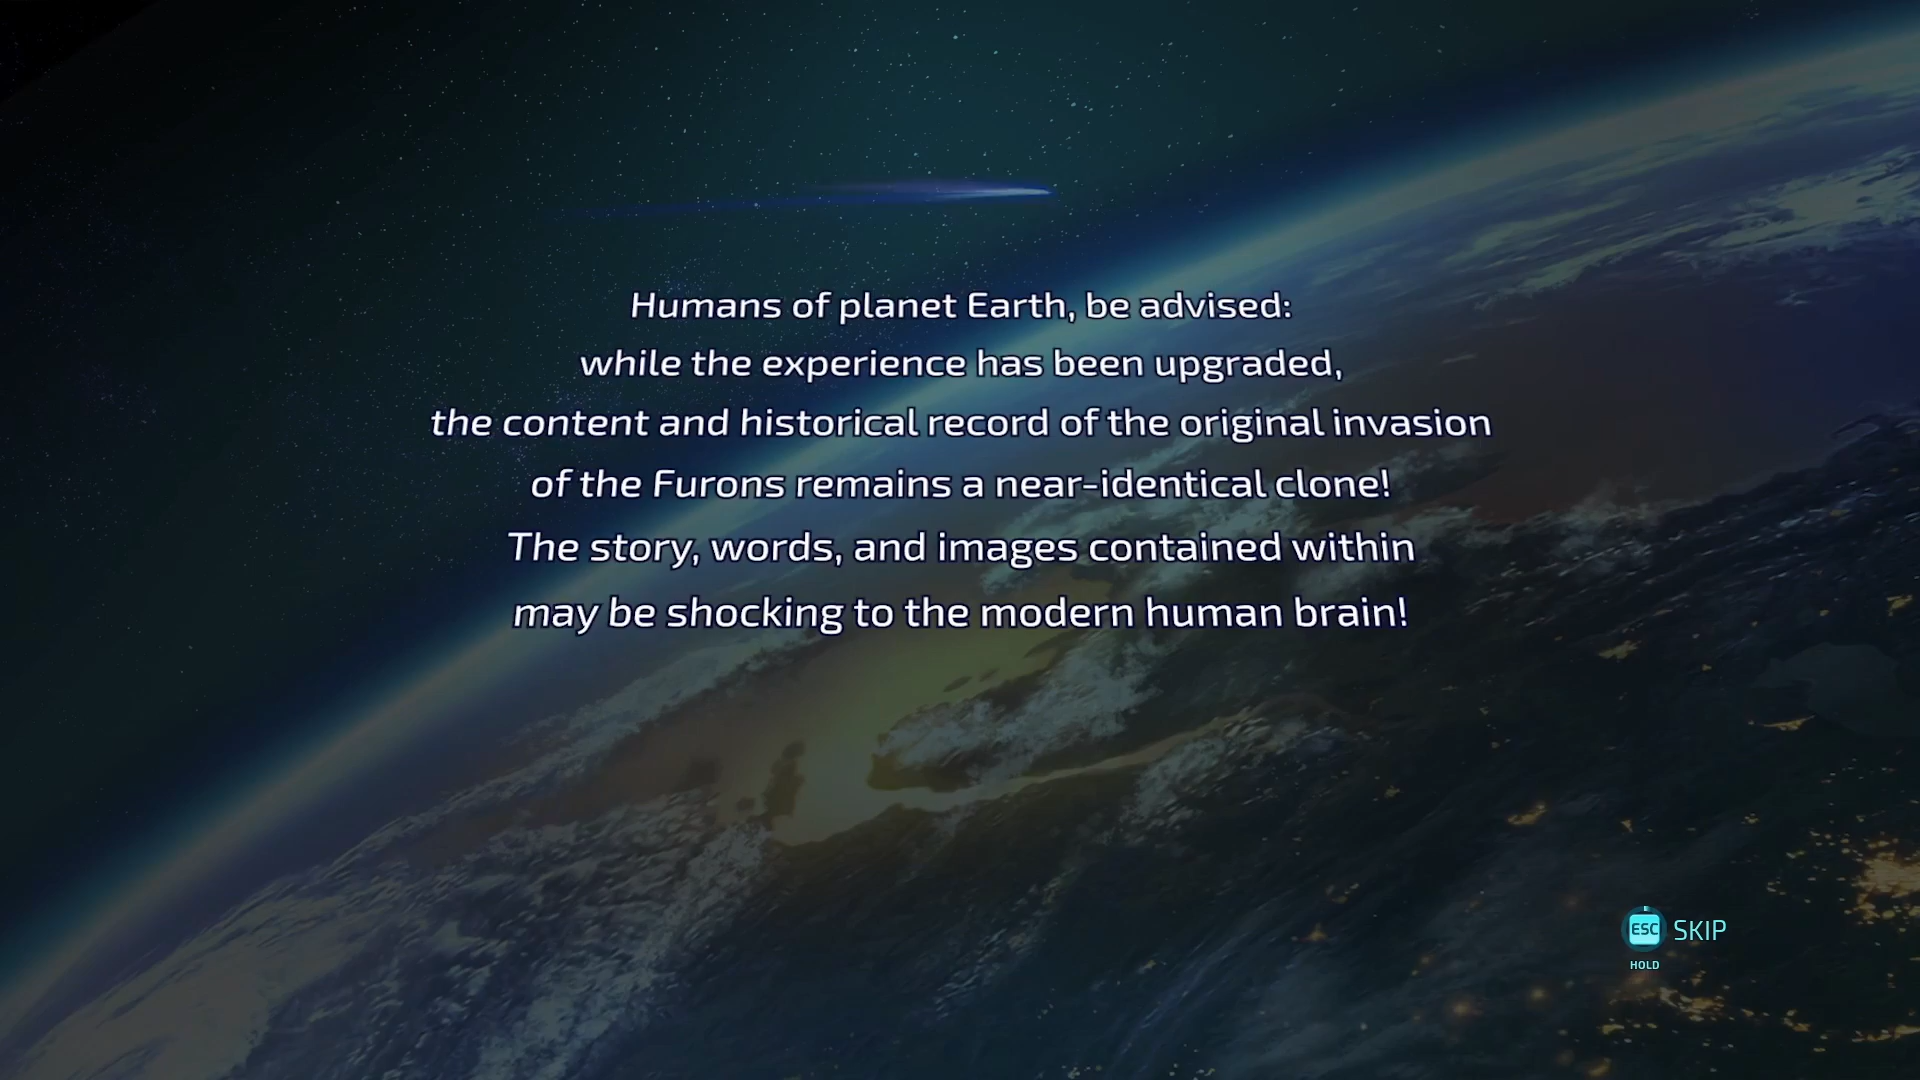 Humans of planet Earth, be advised:
while the experience has been upgraded,
the content and historical record of the original invasion
of the Furons remains a near-identical clone!
The story, words, and images contained within
may be shocking to the modern human brain!
ESC SKIP
HOLD